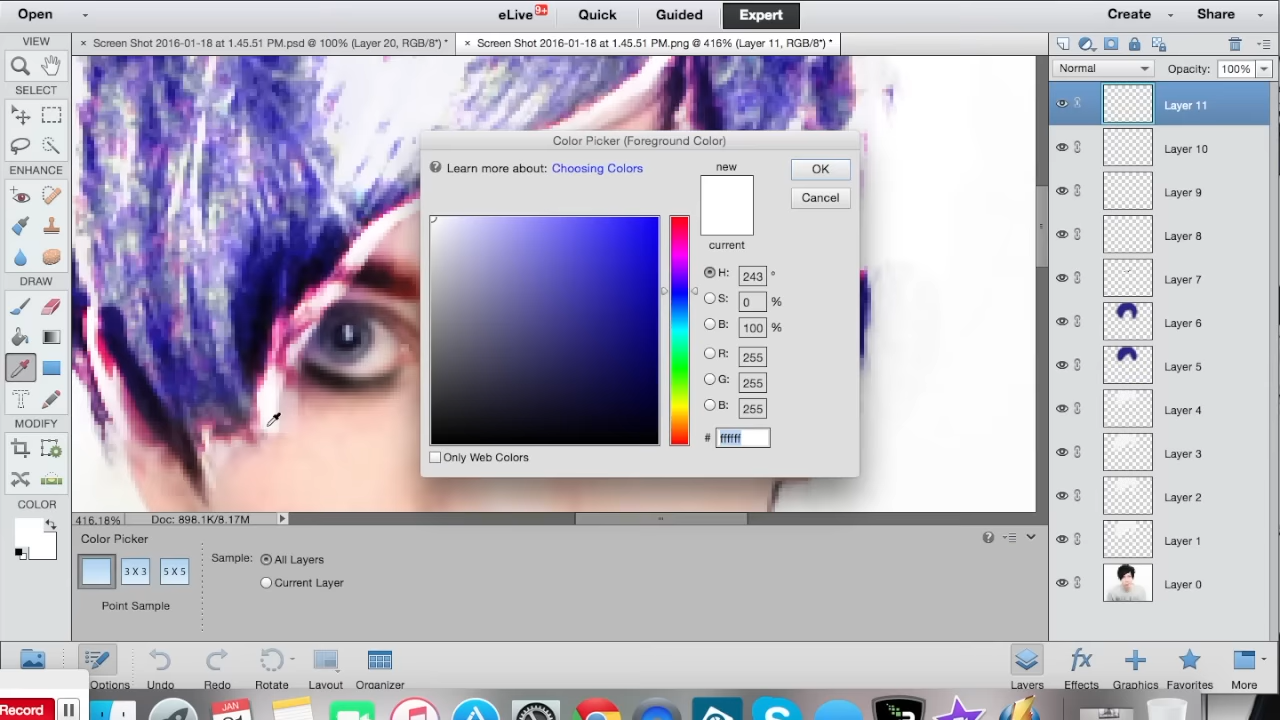 Open
eLive 9+ Quick Guided Expert
Create Share
VIEW
SELECT
ENHANCE
DRAW
MODIFY
COLOR
× Screen Shot 2016-01-18 at 1.45.51 PM.psd @ 100% (Layer 20, RGB/8*) *
× Screen Shot 2016-01-18 at 1.45.51 PM.png @ 416% (Layer 11, RGB/8*) *
Color Picker (Foreground Color)
? Learn more about: Choosing Colors
new
current
OK
Cancel
H: 243 °
S: 0 %
B: 100 %
R: 255
G: 255
B: 255
# ffffff
Only Web Colors
Normal Opacity: 100%
Layer 11
Layer 10
Layer 9
Layer 8
Layer 7
Layer 6
Layer 5
Layer 4
Layer 3
Layer 2
Layer 1
Layer 0
416.18% Doc: 898.1K/8.17M
Color Picker
3 X 3 5 X 5
Point Sample
Sample: All Layers
Current Layer
Options Undo Redo Rotate Layout Organizer
Layers Effects Graphics Favorites More
Record
JAN